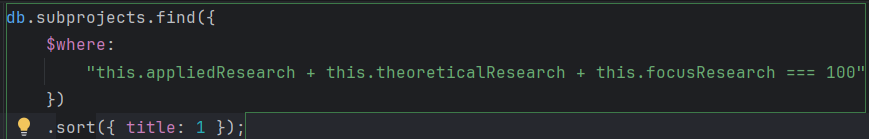 db.subprojects.find({
$where:
"this.appliedResearch + this.theoreticalResearch + this.focusResearch === 100"
})
.sort({ title: 1 });